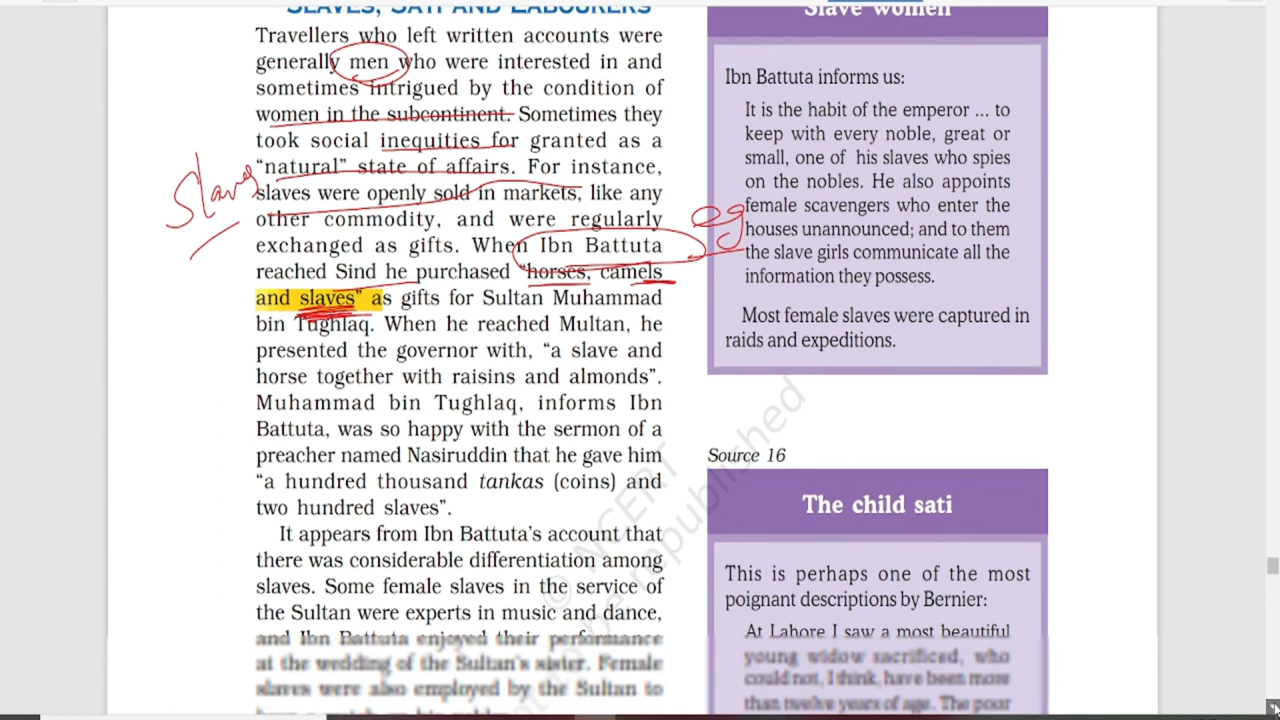 SLAVES, SATI AND LABOURERS
Travellers who left written accounts were
generally men who were interested in and
sometimes intrigued by the condition of
women in the subcontinent. Sometimes they
took social inequities for granted as a
“natural” state of affairs. For instance,
slaves were openly sold in markets, like any
other commodity, and were regularly
exchanged as gifts. When Ibn Battuta
reached Sind he purchased “horses, camels
and slaves” as gifts for Sultan Muhammad
bin Tughlaq. When he reached Multan, he
presented the governor with, “a slave and
horse together with raisins and almonds”.
Muhammad bin Tughlaq, informs Ibn
Battuta, was so happy with the sermon of a
preacher named Nasiruddin that he gave him
“a hundred thousand tankas (coins) and
two hundred slaves”.
It appears from Ibn Battuta’s account that
there was considerable differentiation among
slaves. Some female slaves in the service of
the Sultan were experts in music and dance,
and Ibn Battuta enjoyed their performance
at the wedding of the Sultan’s sister. Female
slaves were also employed by the Sultan to
Slaves
eg
Slave women
Ibn Battuta informs us:
It is the habit of the emperor ... to
keep with every noble, great or
small, one of his slaves who spies
on the nobles. He also appoints
female scavengers who enter the
houses unannounced; and to them
the slave girls communicate all the
information they possess.
Most female slaves were captured in
raids and expeditions.
Source 16
The child sati
This is perhaps one of the most
poignant descriptions by Bernier:
At Lahore I saw a most beautiful
young widow sacrificed, who
could not, I think, have been more
than twelve years of age. The poor
© NCERT
to be republished